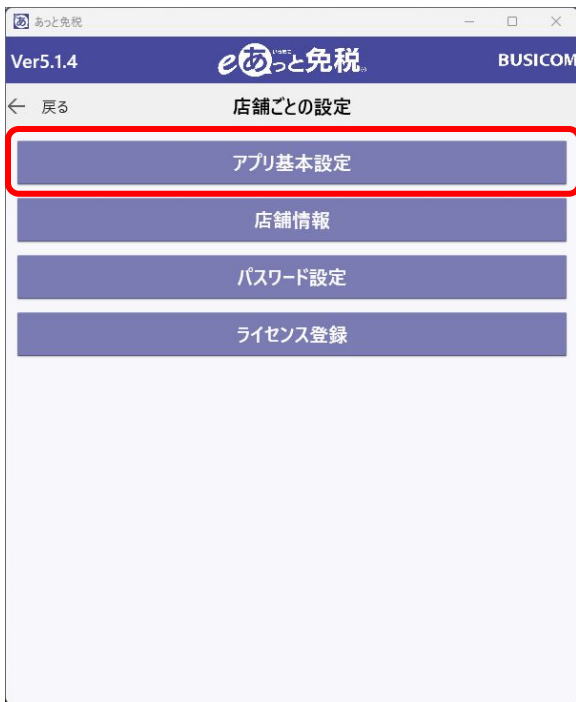 あ あっと免税
Ver5.1.4 eあっと免税 BUSICOM
← 戻る 店舗ごとの設定
アプリ基本設定
店舗情報
パスワード設定
ライセンス登録